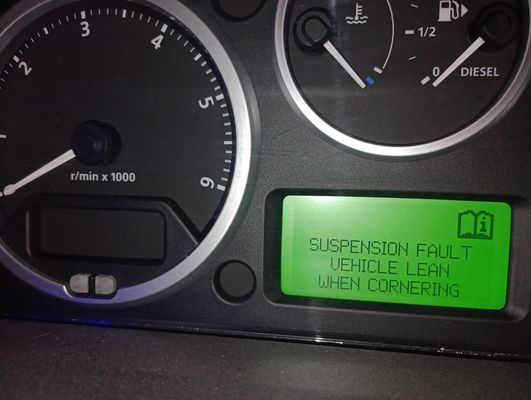 2
3
4
5
6
r/min x 1000
1/2
0
DIESEL
i
SUSPENSION FAULT
VEHICLE LEAN
WHEN CORNERING